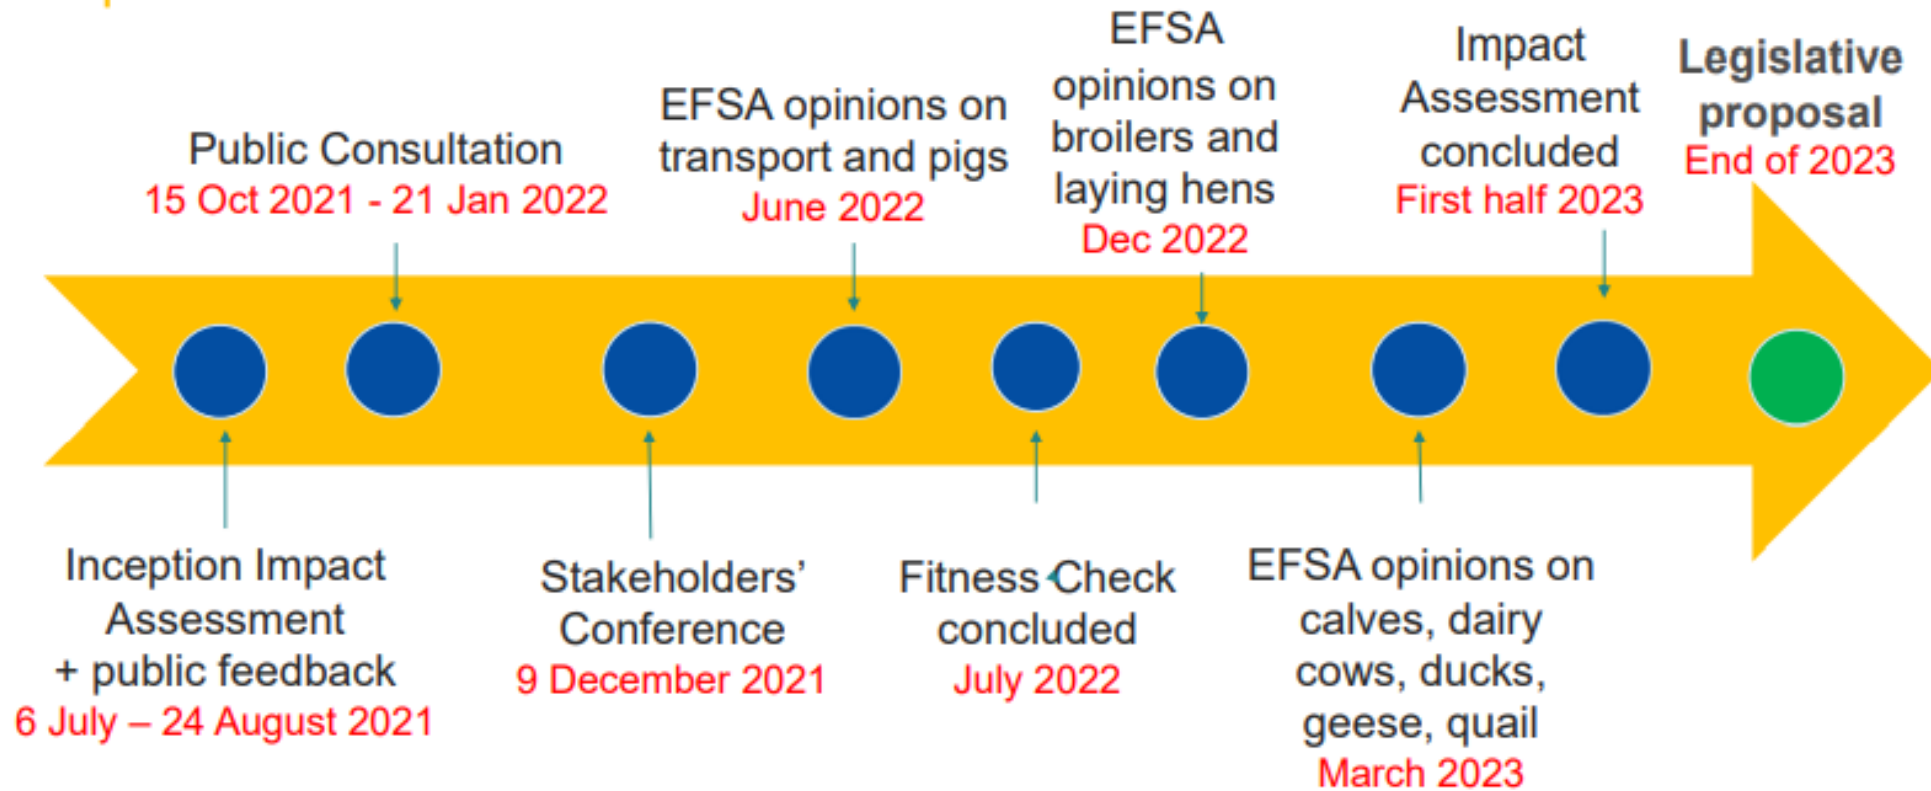 Public Consultation
15 Oct 2021 - 21 Jan 2022
EFSA opinions on
transport and pigs
June 2022
EFSA
opinions on
broilers and
laying hens
Dec 2022
Impact
Assessment
concluded
First half 2023
Legislative
proposal
End of 2023
Inception Impact
Assessment
+ public feedback
6 July – 24 August 2021
Stakeholders’
Conference
9 December 2021
Fitness Check
concluded
July 2022
EFSA opinions on
calves, dairy
cows, ducks,
geese, quail
March 2023